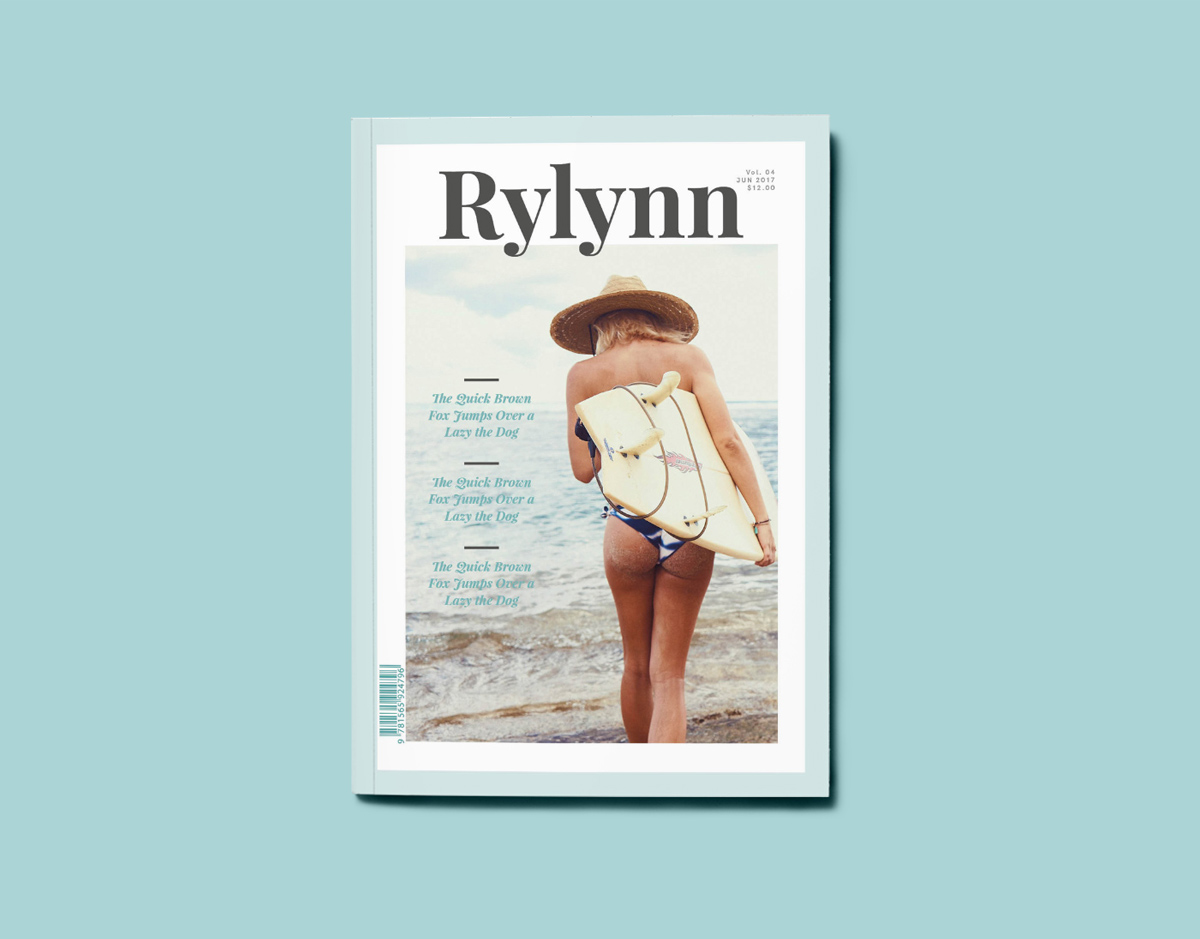 Rylynn
Vol. 04
JUN 2017
$12.00
The Quick Brown
Fox Jumps Over a
Lazy the Dog
The Quick Brown
Fox Jumps Over a
Lazy the Dog
The Quick Brown
Fox Jumps Over a
Lazy the Dog
9 781565 924796